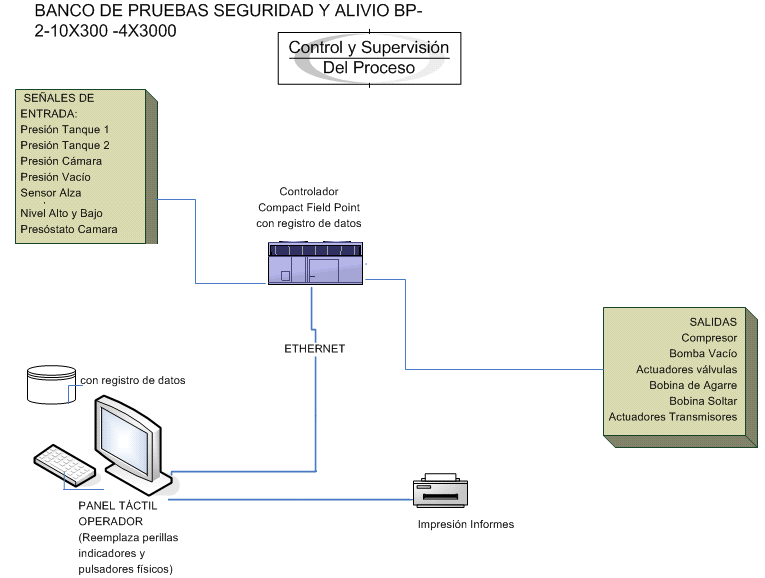 BANCO DE PRUEBAS SEGURIDAD Y ALIVIO BP-
2-10X300 -4X3000
Control y Supervisión
Del Proceso
SEÑALES DE
ENTRADA:
Presión Tanque 1
Presión Tanque 2
Presión Cámara
Presión Vacío
Sensor Alza
Nivel Alto y Bajo
Presóstato Camara
Controlador
Compact Field Point
con registro de datos
ETHERNET
SALIDAS
Compresor
Bomba Vacío
Actuadores válvulas
Bobina de Agarre
Bobina Soltar
Actuadores Transmisores
con registro de datos
PANEL TÁCTIL
OPERADOR
(Reemplaza perillas
indicadores y
pulsadores físicos)
Impresión Informes